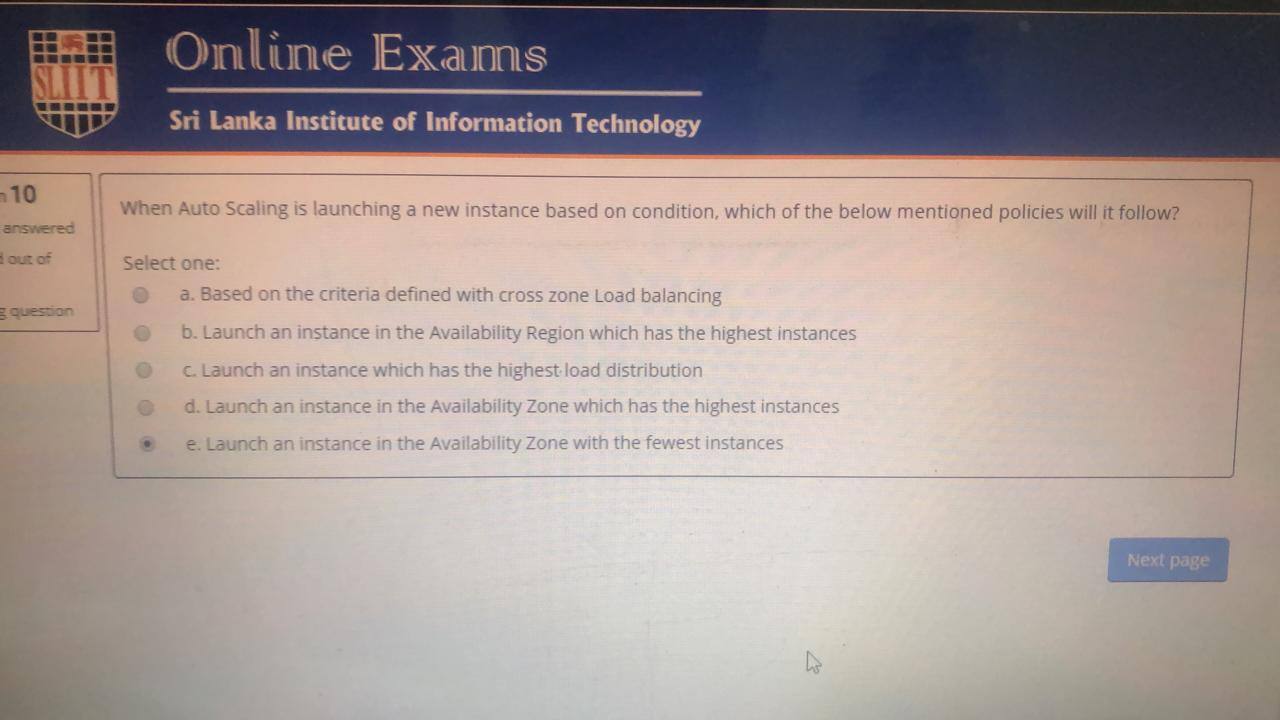 SLIIT
Online Exams
Sri Lanka Institute of Information Technology
10
answered
out of
question
When Auto Scaling is launching a new instance based on condition, which of the below mentioned policies will it follow?
Select one:
a. Based on the criteria defined with cross zone Load balancing
b. Launch an instance in the Availability Region which has the highest instances
c. Launch an instance which has the highest load distribution
d. Launch an instance in the Availability Zone which has the highest instances
e. Launch an instance in the Availability Zone with the fewest instances
Next page